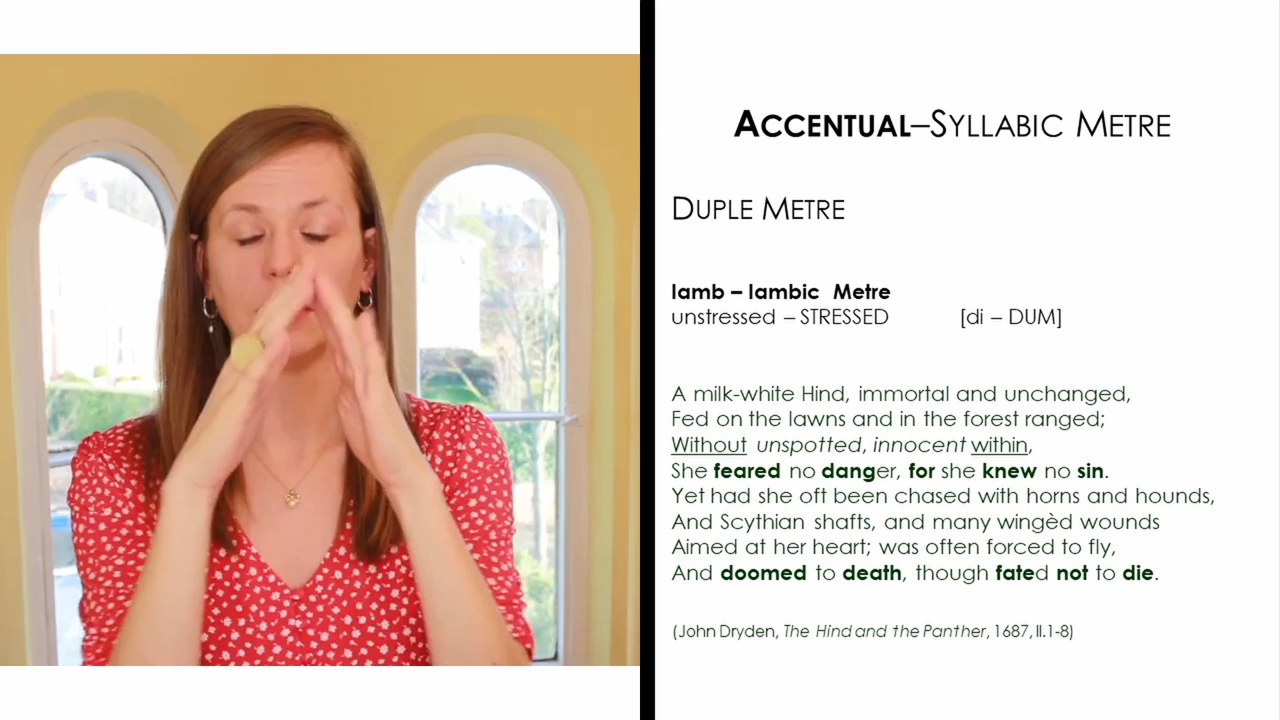 ACCENTUAL–SYLLABIC METRE
DUPLE METRE
Iamb – Iambic Metre
unstressed – STRESSED [di – DUM]
A milk-white Hind, immortal and unchanged,
Fed on the lawns and in the forest ranged;
Without unspotted, innocent within,
She feared no danger, for she knew no sin.
Yet had she oft been chased with horns and hounds,
And Scythian shafts, and many wingèd wounds
Aimed at her heart; was often forced to fly,
And doomed to death, though fated not to die.
(John Dryden, The Hind and the Panther, 1687, ll.1-8)